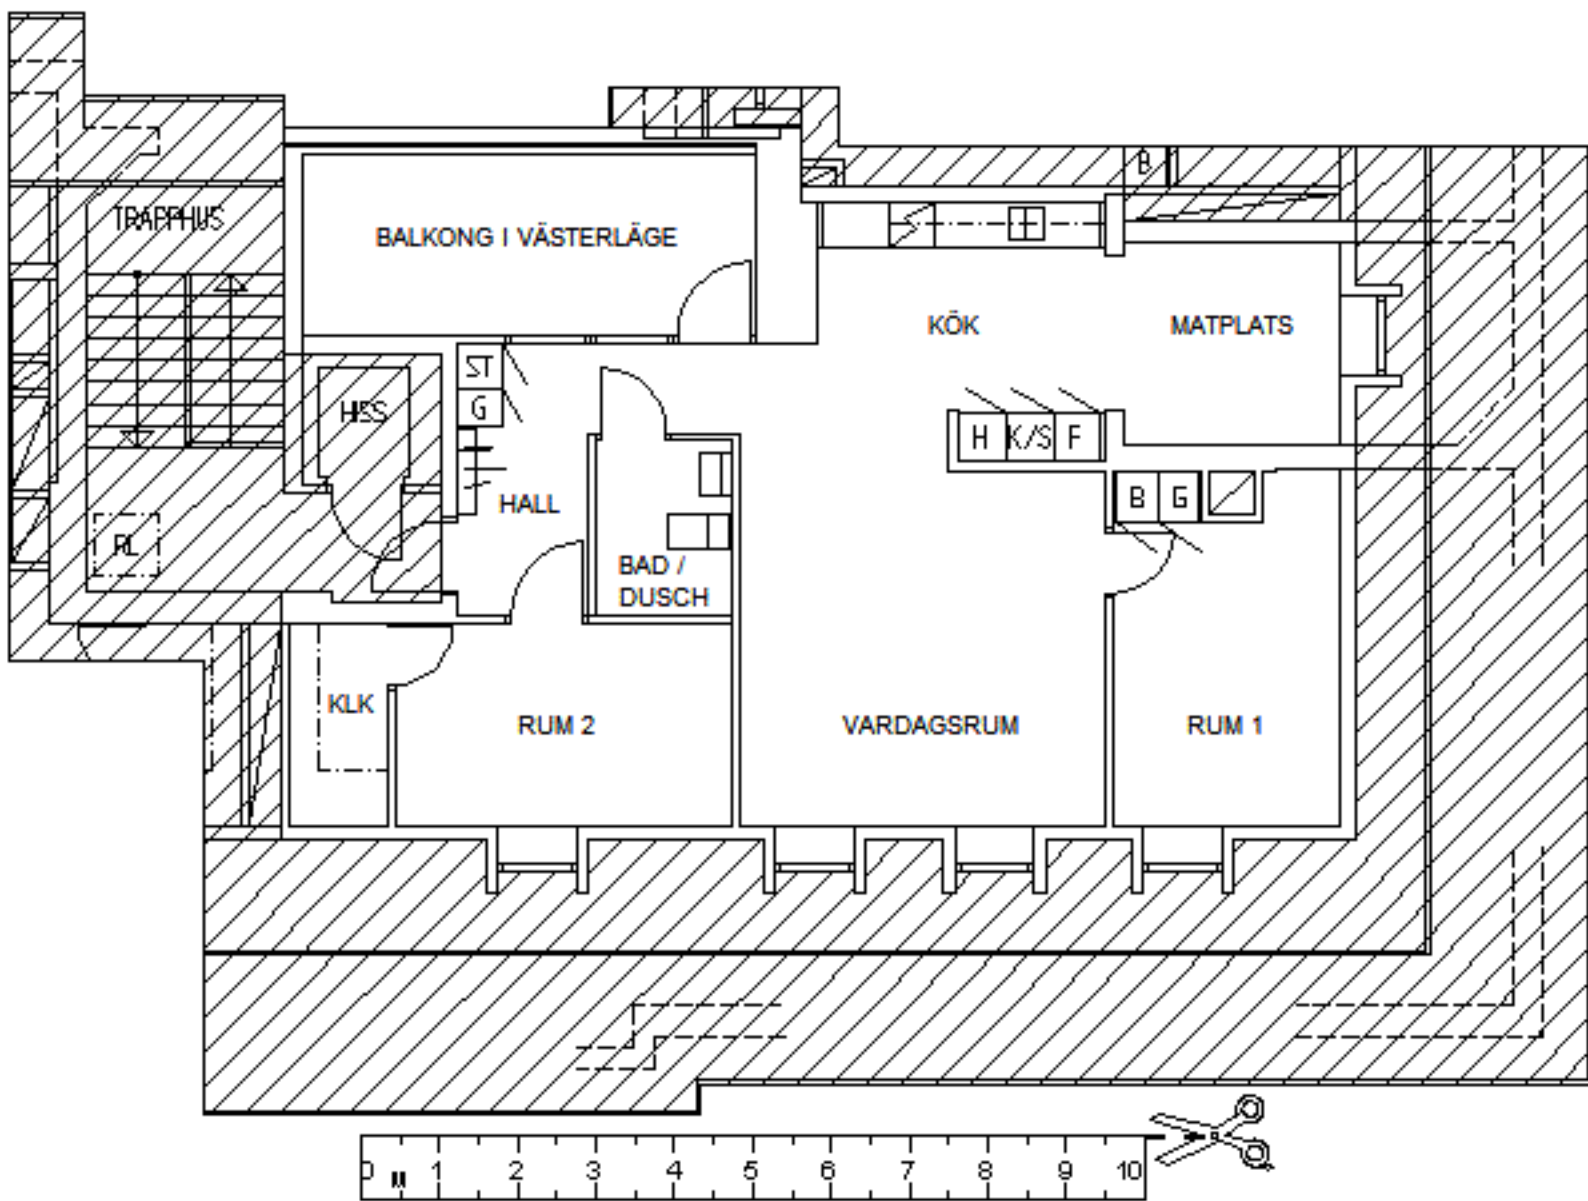 B
TRAPPHUS
BALKONG I VÄSTERLÄGE
KÖK
MATPLATS
ST
G
HISS
H
K/S
F
HALL
B
G
RL
BAD /
DUSCH
KLK
RUM 2
VARDAGSRUM
RUM 1
0 M 1 2 3 4 5 6 7 8 9 10